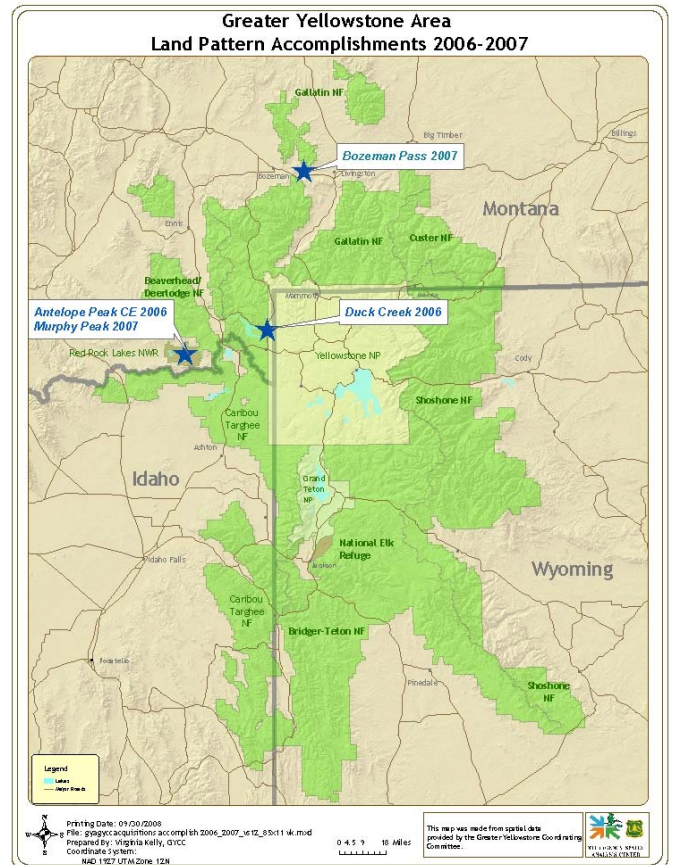 Greater Yellowstone Area
Land Pattern Accomplishments 2006-2007
Gallatin NF
Big Timber
Billings
Bozeman Pass 2007
Bozeman
Livingston
Montana
Ennis
Gallatin NF
Custer NF
Beaverhead/
Deerlodge NF
Mammoth
Antelope Peak CE 2006
Murphy Peak 2007
Duck Creek 2006
Red Rock Lakes NWR
Yellowstone NP
Cody
Shoshone NF
Caribou
Targhee
NF
Ashton
Idaho
Grand
Teton
NP
National Elk
Refuge
Idaho Falls
Jackson
Wyoming
Caribou
Targhee
NF
Bridger-Teton NF
Pocatello
Pinedale
Shoshone
NF
Legend
Lakes
Major Roads
Printing Date: 09/30/2008
Prepared By: Virginia Kelly, GYCC
Coordinate System:
NAD 1927 UTM Zone 12N
0 4.5 9 18 Miles
This map was made from spatial data
provided by the Greater Yellowstone Coordinating
Committee.
ANALYSIS CENTER